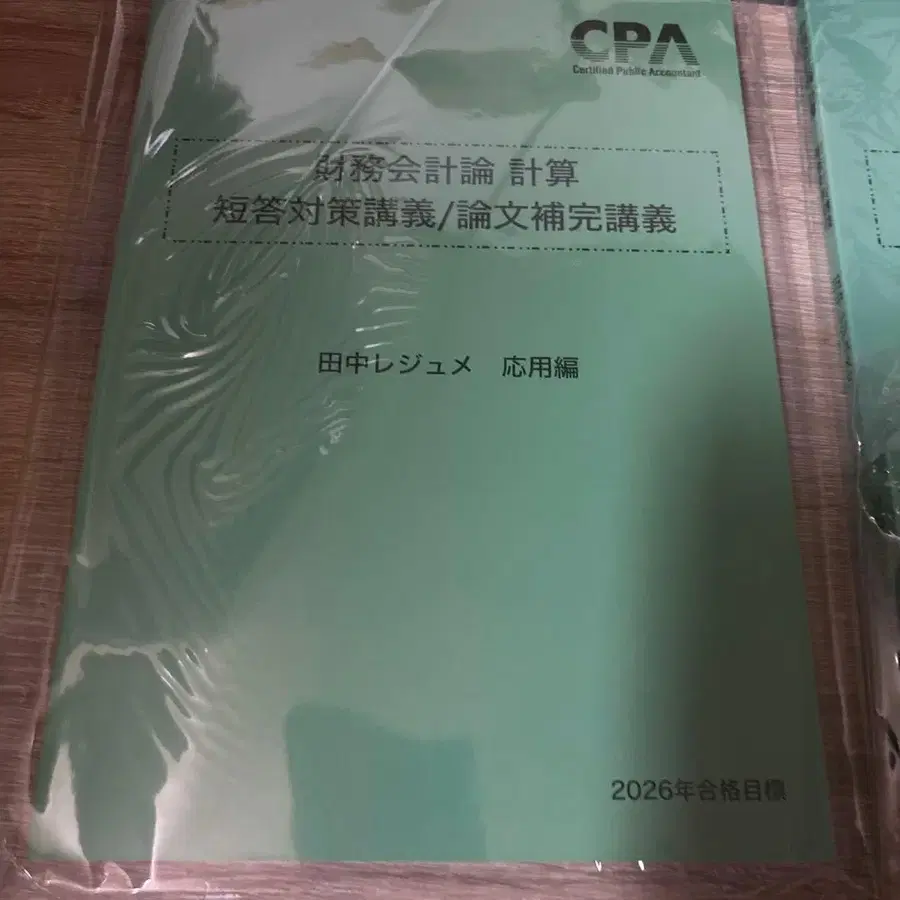 CPA
Certified Public Accountant
財務会計論 計算
短答対策講義/論文補完講義
田中レジュメ 応用編
2026年合格目標